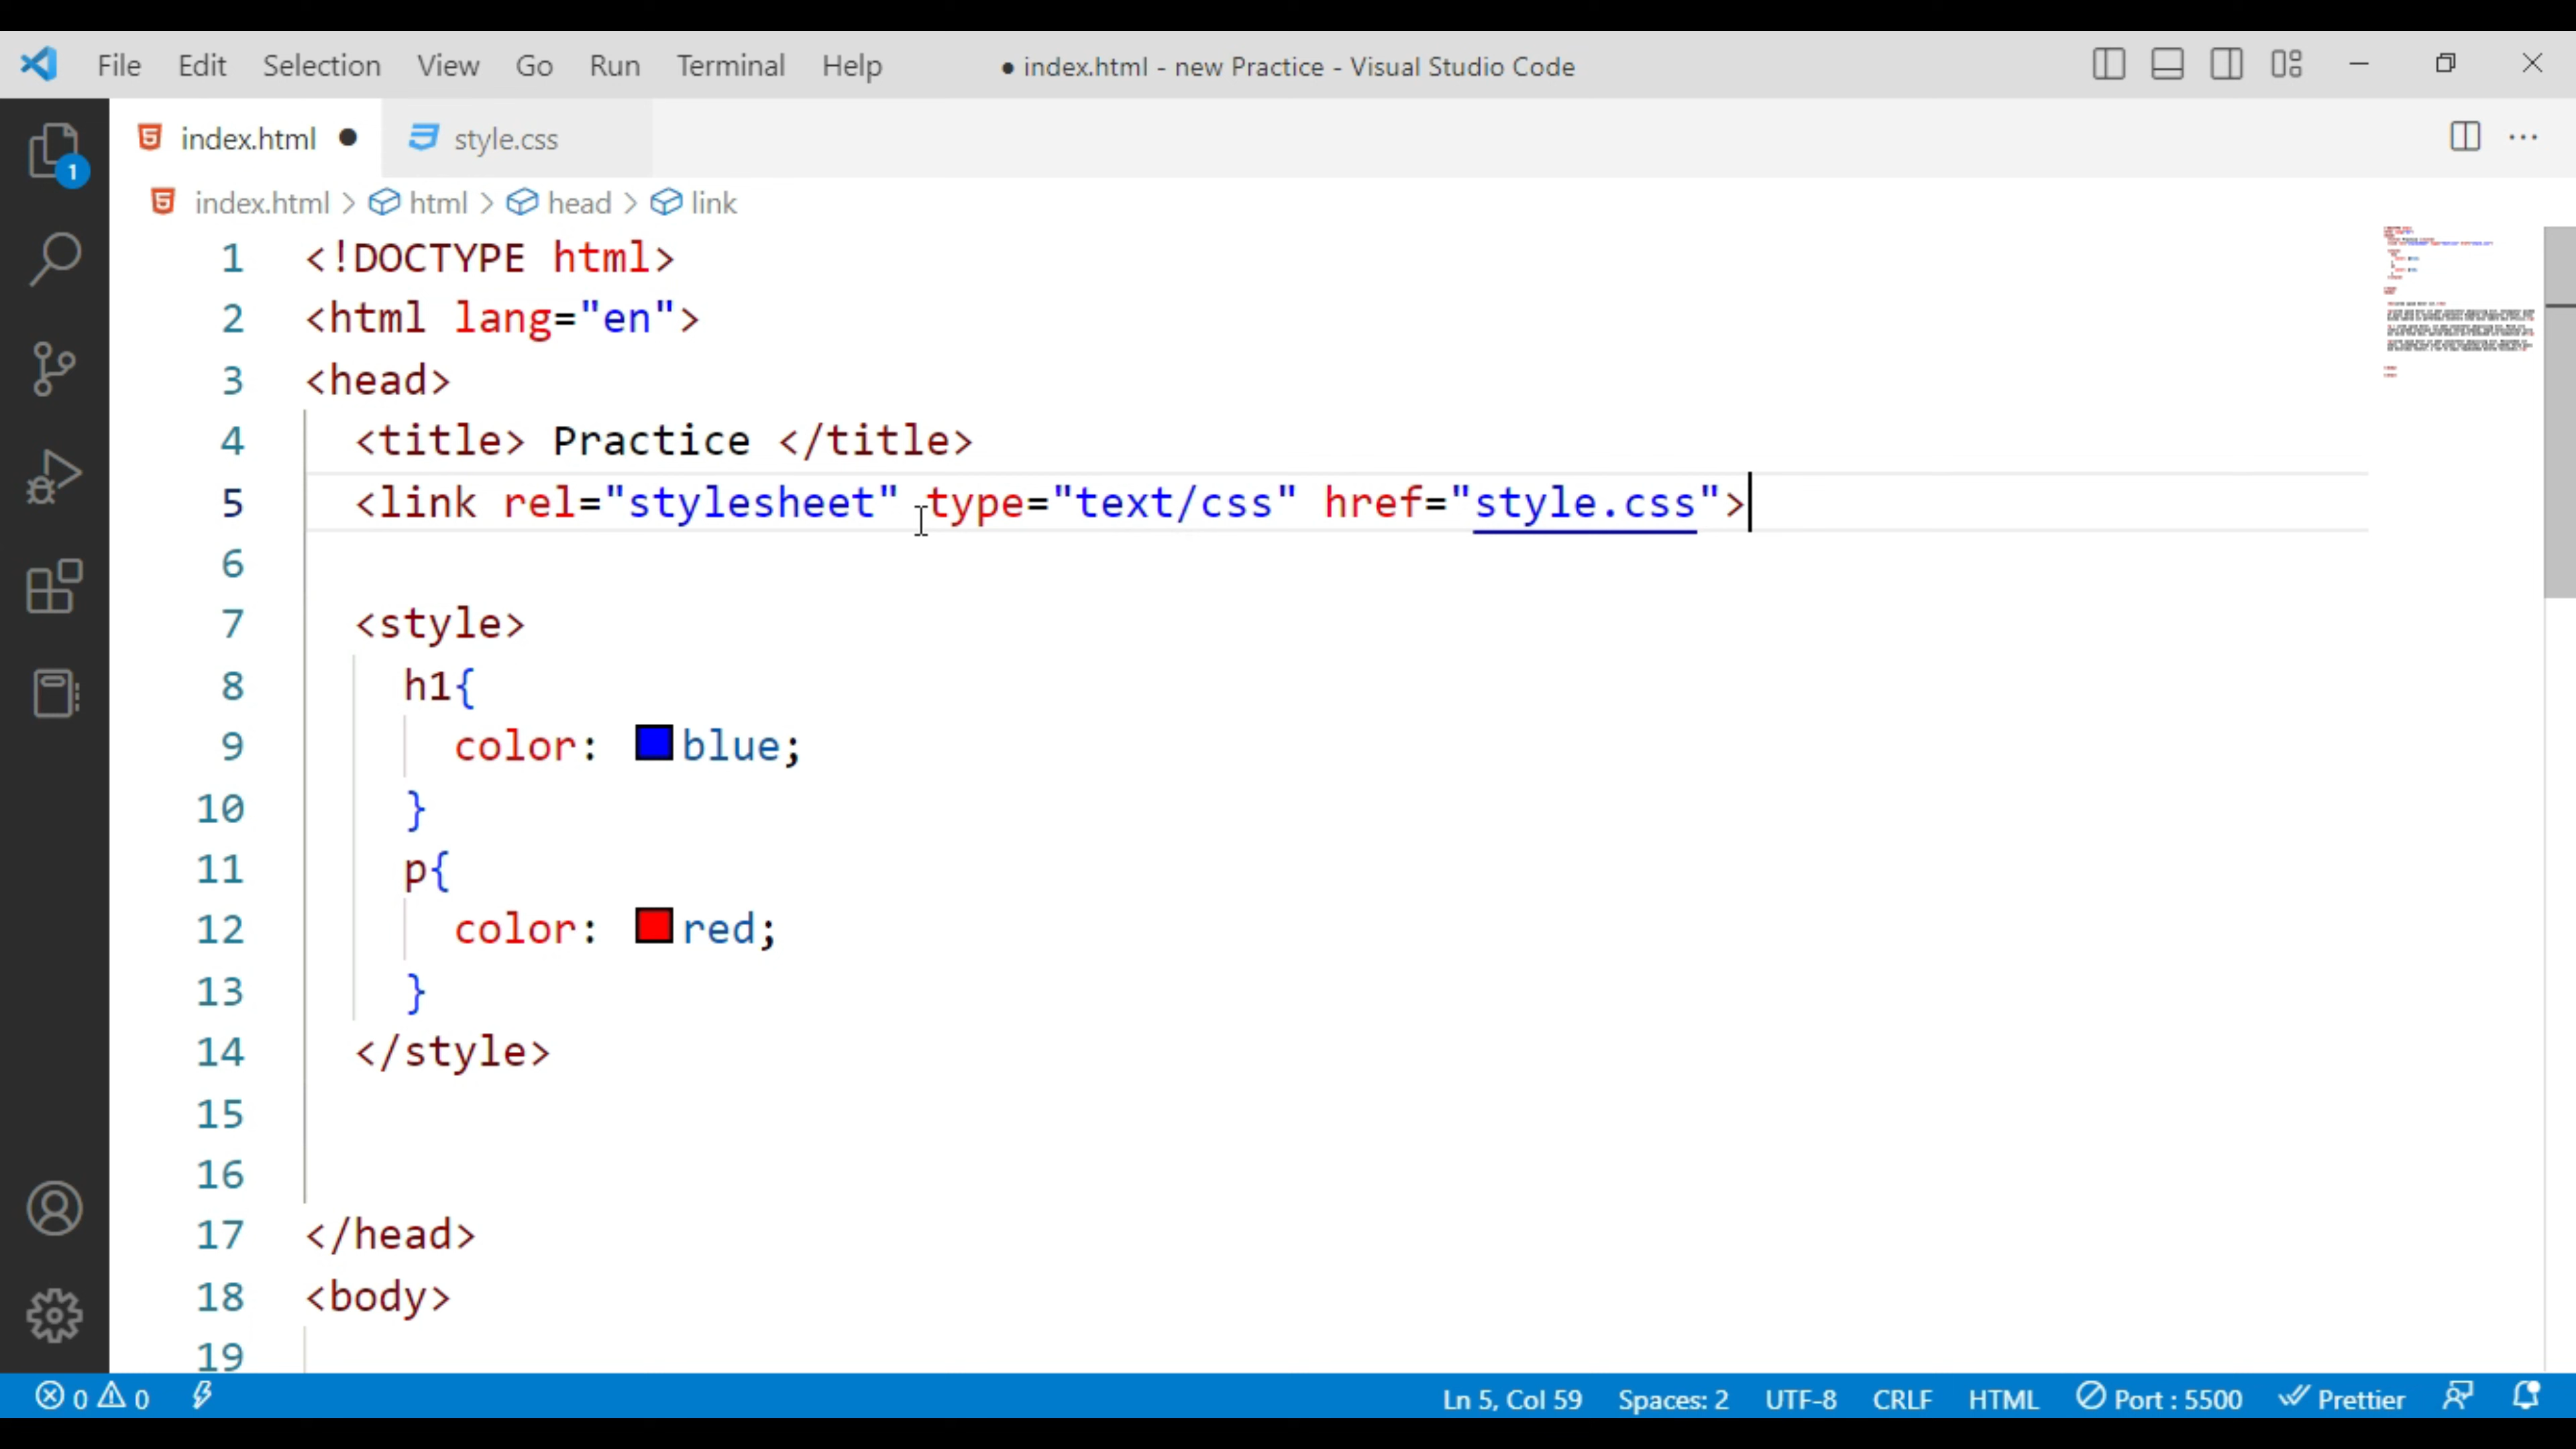 File Edit Selection View Go Run Terminal Help ● index.html - new Practice - Visual Studio Code
index.html ● style.css
1
index.html > html > head > link
1 <!DOCTYPE html>
2 <html lang="en">
3 <head>
4 <title> Practice </title>
5 <link rel="stylesheet" type="text/css" href="style.css">
6
7 <style>
8 h1{
9 color: blue;
10 }
11 p{
12 color: red;
13 }
14 </style>
15
16
17 </head>
18 <body>
19
0 0 Ln 5, Col 59 Spaces: 2 UTF-8 CRLF HTML Port : 5500 Prettier